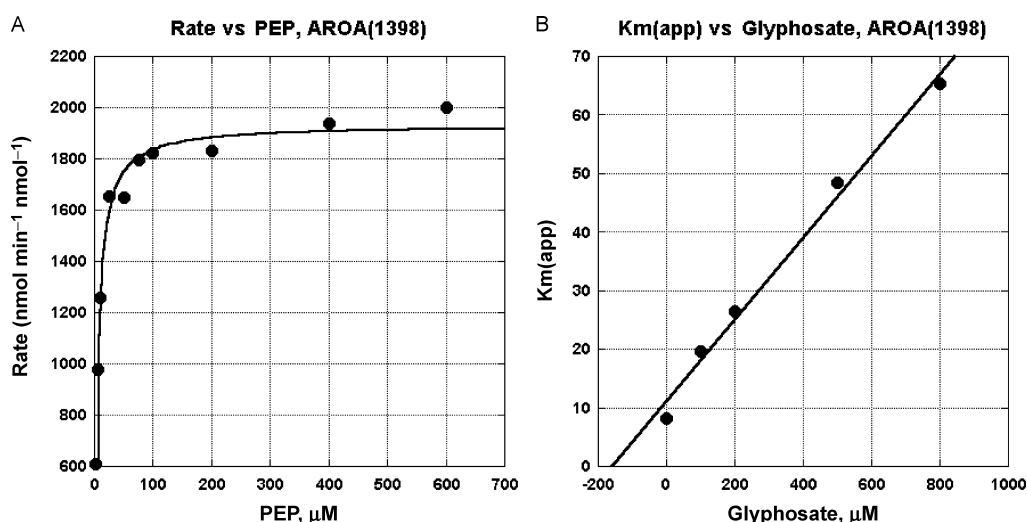 A
Rate vs PEP, AROA(1398)
2200
2000
1800
1600
1400
1200
1000
800
600
0 100 200 300 400 500 600 700
Rate (nmol min⁻¹ nmol⁻¹)
PEP, μM
B
Km(app) vs Glyphosate, AROA(1398)
70
60
50
40
30
20
10
0
-200 0 200 400 600 800 1000
Km(app)
Glyphosate, μM